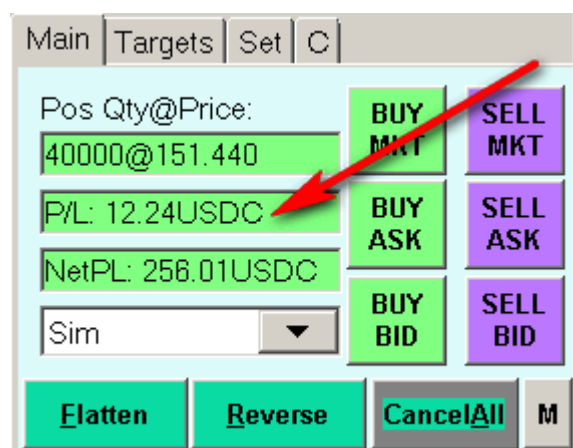 Main Targets Set C
Pos Qty@Price:
40000@151.440
P/L: 12.24USDC
NetPL: 256.01USDC
Sim
BUY
MKT
SELL
MKT
BUY
ASK
SELL
ASK
BUY
BID
SELL
BID
Flatten Reverse CancelAll M